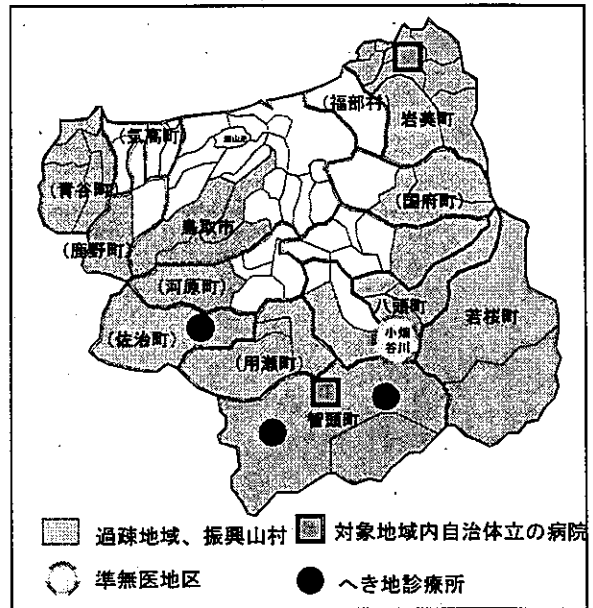 (福部村)
岩美町
(気高町)
(青谷町)
(国府町)
鳥取市
(鹿野町)
(河原町)
八頭町
若桜町
小畑
谷川
(佐治町)
(用瀬町)
智頭町
過疎地域、振興山村
対象地域内自治体立の病院
準無医地区
へき地診療所